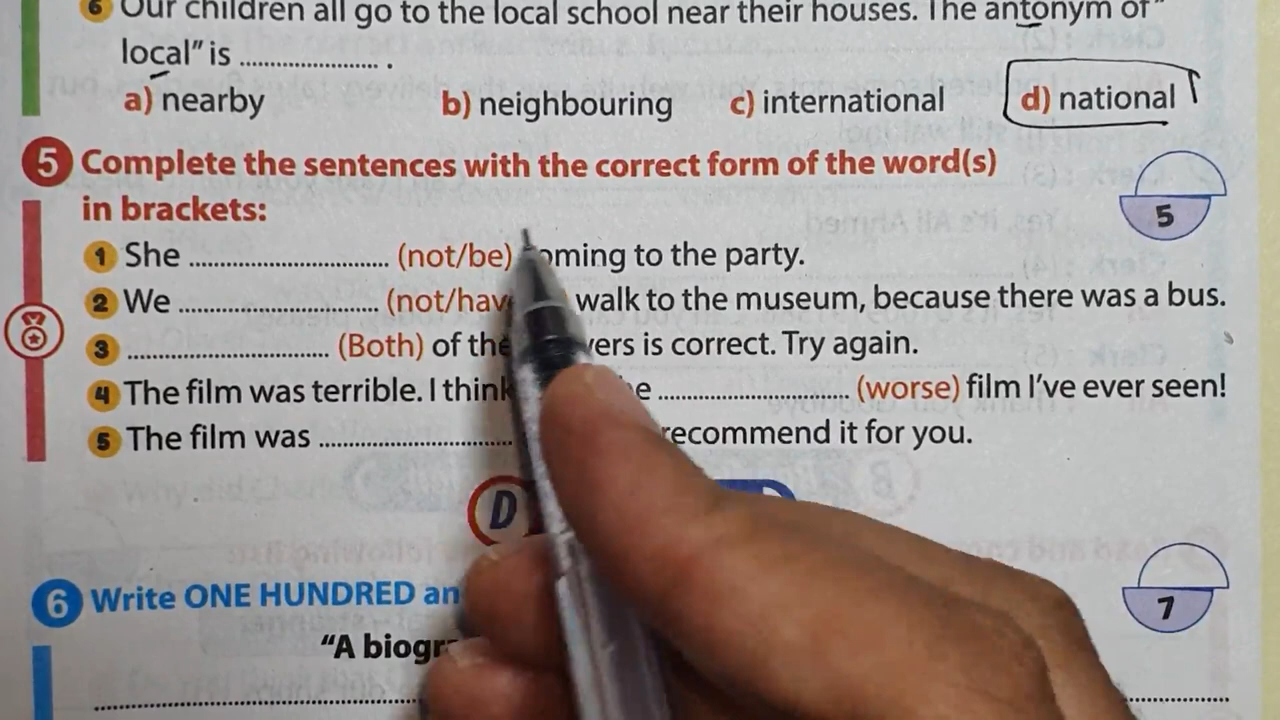 6 Our children all go to the local school near their houses. The antonym of "
local" is ........................ .
a) nearby b) neighbouring c) international d) national
5 Complete the sentences with the correct form of the word(s)
in brackets:
5
1 She ................................. (not/be) coming to the party.
2 We ................................. (not/hav walk to the museum, because there was a bus.
3 ................................. (Both) of the vers is correct. Try again.
4 The film was terrible. I think ................................. (worse) film I've ever seen!
5 The film was ................................. recommend it for you.
D
6 Write ONE HUNDRED an
7
"A biogr